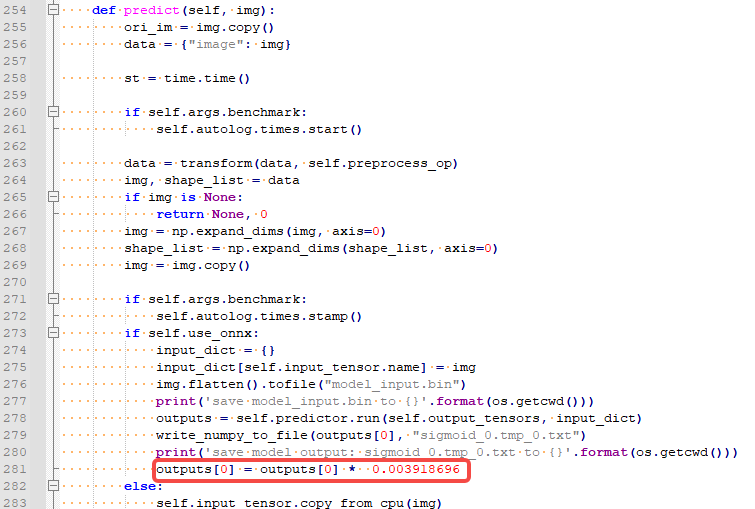 254 def predict(self, img):
255 ori_im = img.copy()
256 data = {"image": img}
257
258 st = time.time()
259
260 if self.args.benchmark:
261 self.autolog.times.start()
262
263 data = transform(data, self.preprocess_op)
264 img, shape_list = data
265 if img is None:
266 return None, 0
267 img = np.expand_dims(img, axis=0)
268 shape_list = np.expand_dims(shape_list, axis=0)
269 img = img.copy()
270
271 if self.args.benchmark:
272 self.autolog.times.stamp()
273 if self.use_onnx:
274 input_dict = {}
275 input_dict[self.input_tensor.name] = img
276 img.flatten().tofile("model_input.bin")
277 print('save model_input.bin to {}'.format(os.getcwd()))
278 outputs = self.predictor.run(self.output_tensors, input_dict)
279 write_numpy_to_file(outputs[0], "sigmoid_0.tmp_0.txt")
280 print('save model output: sigmoid_0.tmp_0.txt to {}'.format(os.getcwd()))
281 outputs[0] = outputs[0] * 0.003918696
282 else:
283 self.input_tensor.copy_from_cpu(img)